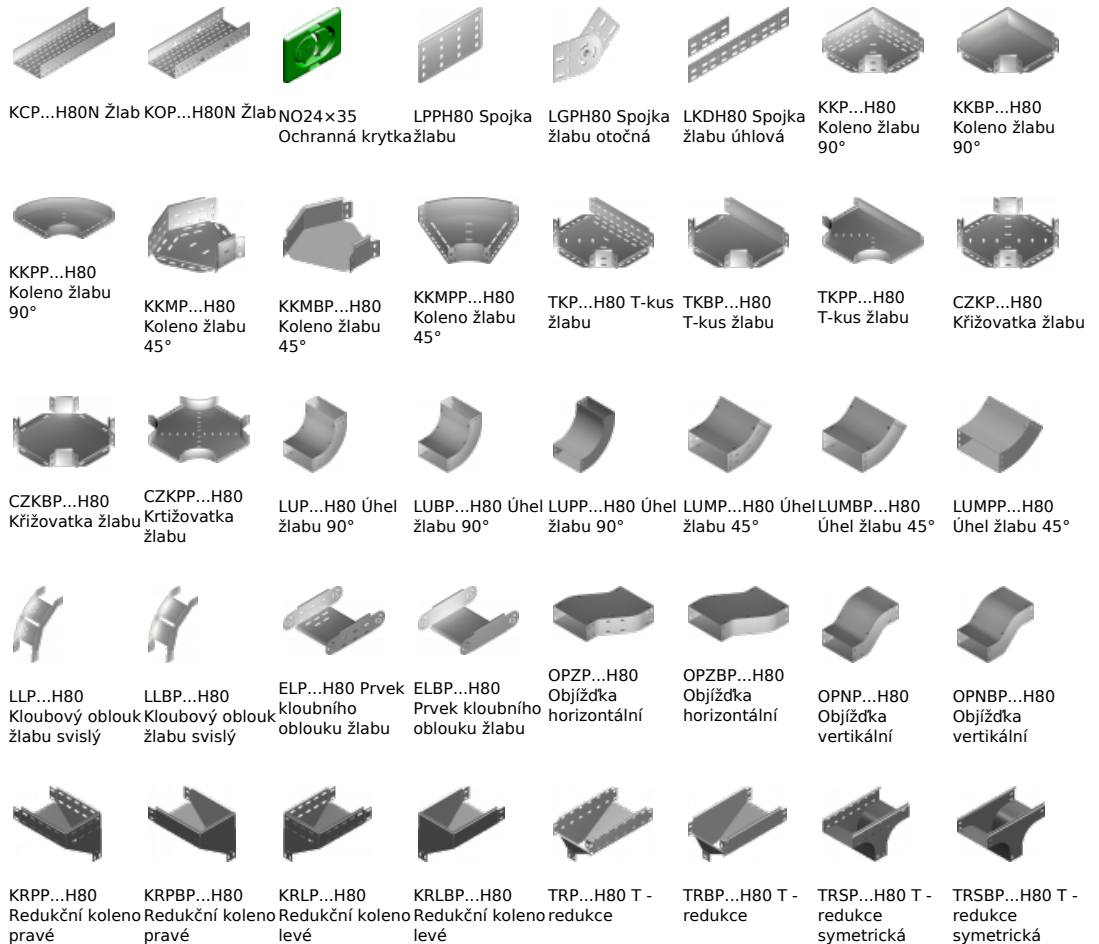 KCP...H80N Žlab
KOP...H80N Žlab
NO24×35
Ochranná krytka
LPPH80 Spojka
žlabu
LGPH80 Spojka
žlabu otočná
LKDH80 Spojka
žlabu úhlová
KKP...H80
Koleno žlabu
90°
KKBP...H80
Koleno žlabu
90°
KKPP...H80
Koleno žlabu
90°
KKMP...H80
Koleno žlabu
45°
KKMBP...H80
Koleno žlabu
45°
KKMPP...H80
Koleno žlabu
45°
TKP...H80 T-kus
žlabu
TKBP...H80
T-kus žlabu
TKPP...H80
T-kus žlabu
CZKP...H80
Křižovatka žlabu
CZKBP...H80
Křižovatka žlabu
CZKPP...H80
Krtižovatka
žlabu
LUP...H80 Úhel
žlabu 90°
LUBP...H80 Úhel
žlabu 90°
LUPP...H80 Úhel
žlabu 90°
LUMP...H80 Úhel
žlabu 45°
LUMBP...H80
Úhel žlabu 45°
LUMPP...H80
Úhel žlabu 45°
LLP...H80
Kloubový oblouk
žlabu svislý
LLBP...H80
Kloubový oblouk
žlabu svislý
ELP...H80 Prvek
kloubního
oblouku žlabu
ELBP...H80
Prvek kloubního
oblouku žlabu
OPZP...H80
Objížďka
horizontální
OPZBP...H80
Objížďka
horizontální
OPNP...H80
Objížďka
vertikální
OPNBP...H80
Objížďka
vertikální
KRPP...H80
Redukční koleno
pravé
KRPBP...H80
Redukční koleno
pravé
KRLP...H80
Redukční koleno
levé
KRLBP...H80
Redukční koleno
levé
TRP...H80 T -
redukce
TRBP...H80 T -
redukce
TRSP...H80 T -
redukce
symetrická
TRSBP...H80 T -
redukce
symetrická